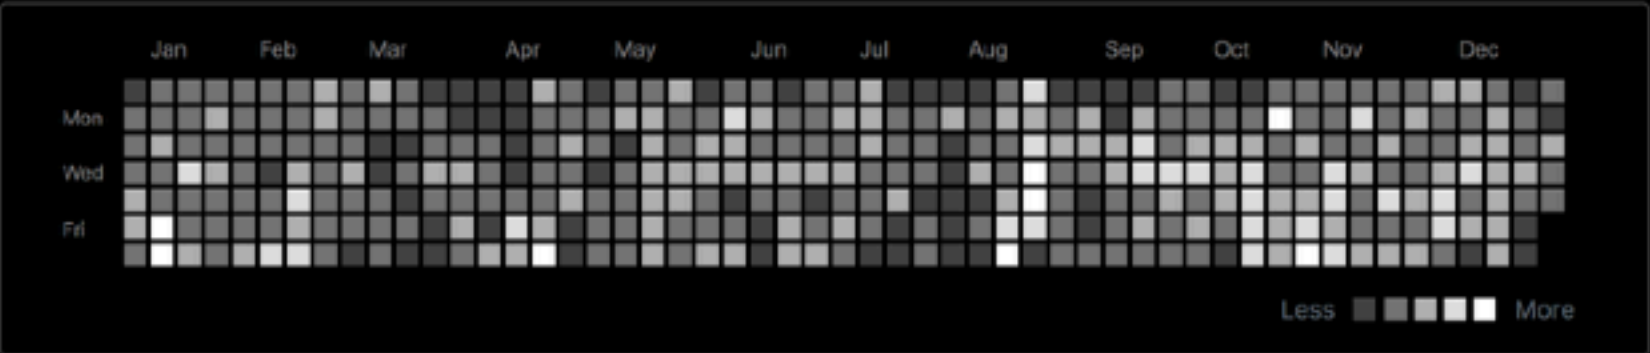 Jan Feb Mar Apr May Jun Jul Aug Sep Oct Nov Dec
Mon
Wed
Fri
Less More